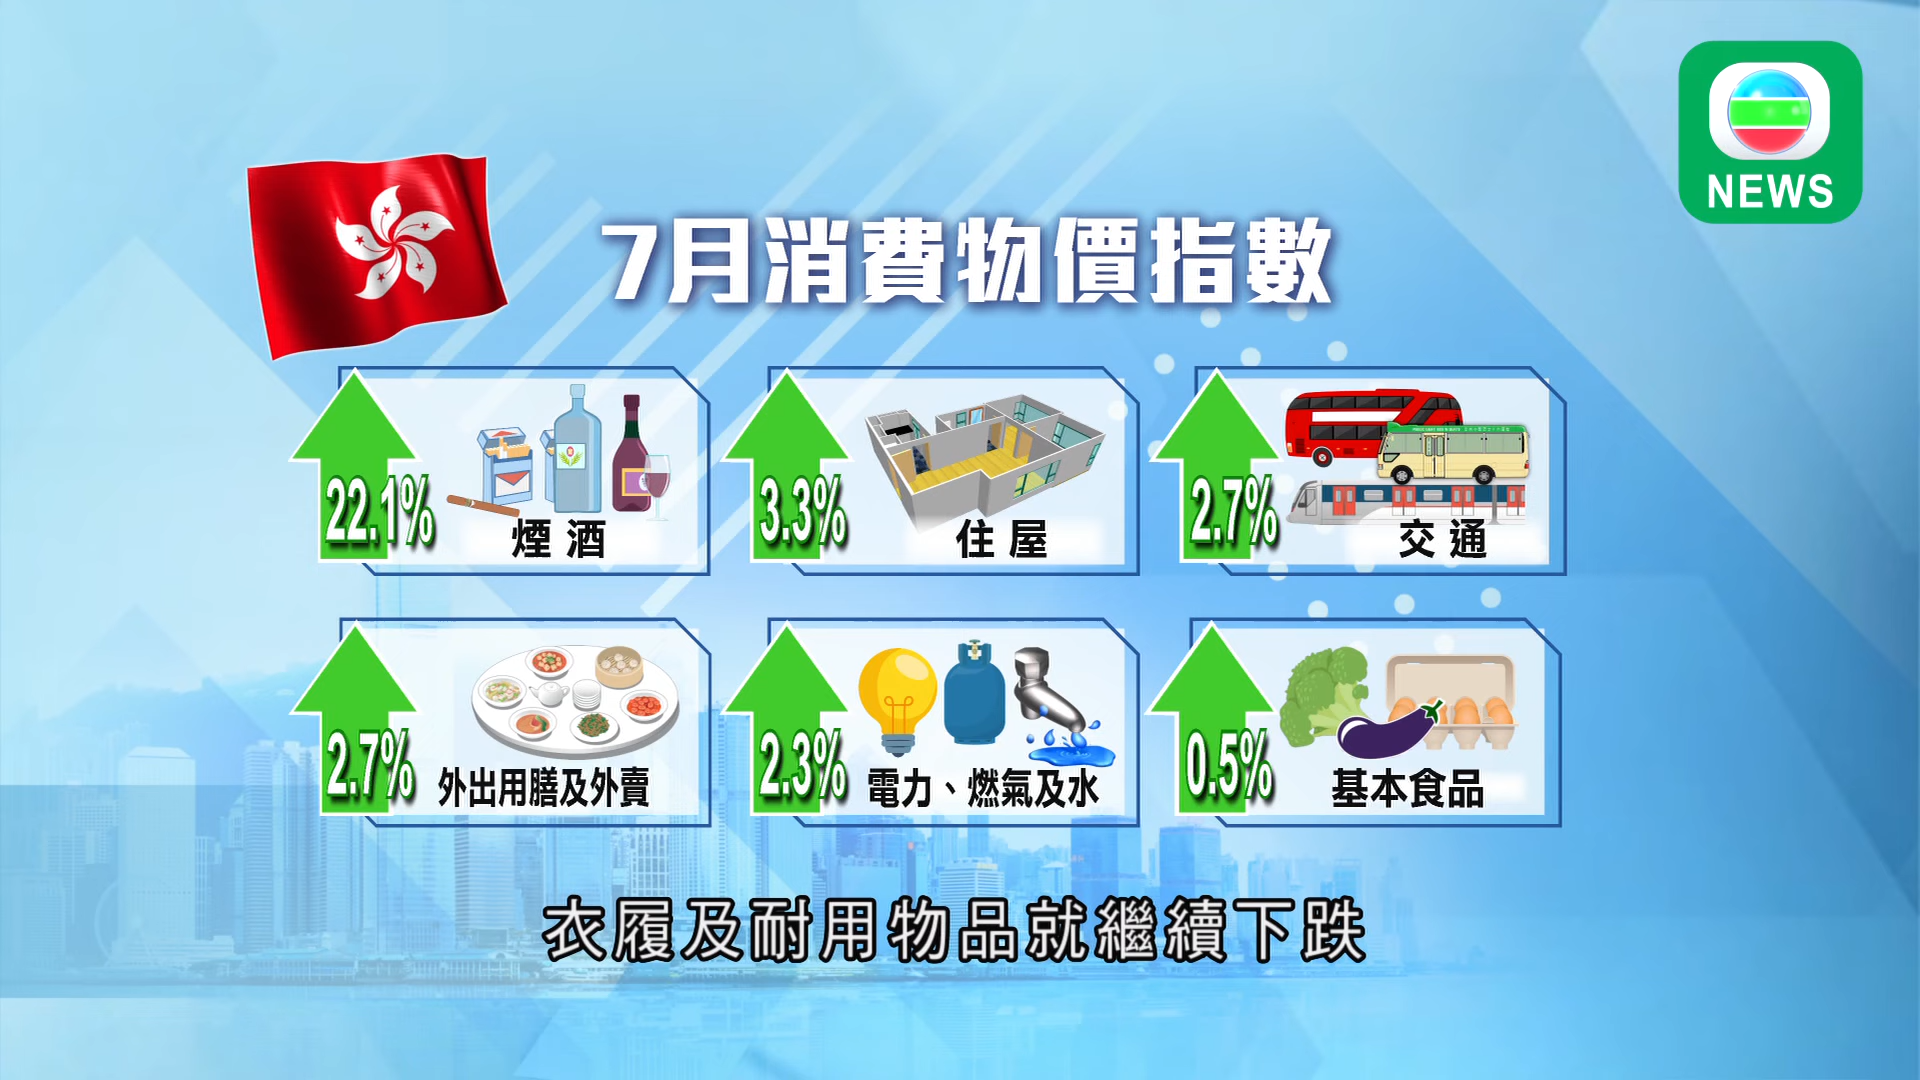 NEWS
7月消費物價指數
22.1%
煙酒
3.3%
住屋
2.7%
交通
2.7%
外出用膳及外賣
2.3%
電力、燃氣及水
0.5%
基本食品
衣履及耐用物品就繼續下跌